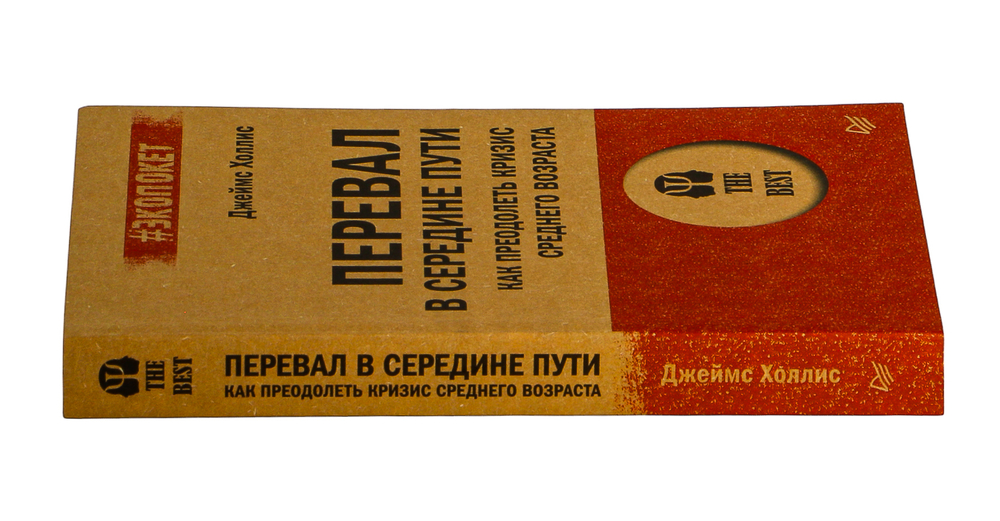 #ЭКОПОКЕТ
Джеймс Холлис
ПЕРЕВАЛ
В СЕРЕДИНЕ ПУТИ
КАК ПРЕОДОЛЕТЬ КРИЗИС
СРЕДНЕГО ВОЗРАСТА
THE
BEST
THE
BEST
ПЕРЕВАЛ В СЕРЕДИНЕ ПУТИ
КАК ПРЕОДОЛЕТЬ КРИЗИС СРЕДНЕГО ВОЗРАСТА
Джеймс Холлис